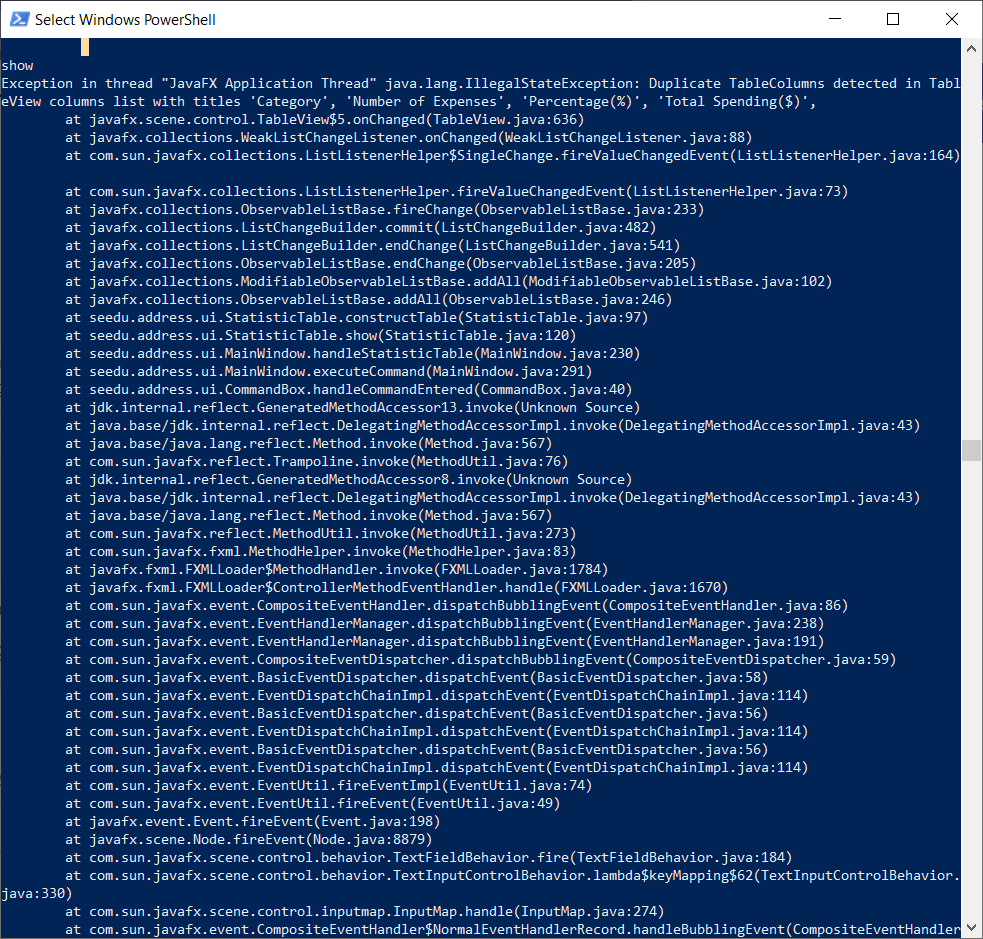 Select Windows PowerShell
show
Exception in thread "JavaFX Application Thread" java.lang.IllegalStateException: Duplicate TableColumns detected in Tabl
eView columns list with titles 'Category', 'Number of Expenses', 'Percentage(%)', 'Total Spending($)',
at javafx.scene.control.TableView$5.onChanged(TableView.java:636)
at javafx.collections.WeakListChangeListener.onChanged(WeakListChangeListener.java:88)
at com.sun.javafx.collections.ListListenerHelper$SingleChange.fireValueChangedEvent(ListListenerHelper.java:164)
at com.sun.javafx.collections.ListListenerHelper.fireValueChangedEvent(ListListenerHelper.java:73)
at javafx.collections.ObservableListBase.fireChange(ObservableListBase.java:233)
at javafx.collections.ListChangeBuilder.commit(ListChangeBuilder.java:482)
at javafx.collections.ListChangeBuilder.endChange(ListChangeBuilder.java:541)
at javafx.collections.ObservableListBase.endChange(ObservableListBase.java:205)
at javafx.collections.ModifiableObservableListBase.addAll(ModifiableObservableListBase.java:102)
at javafx.collections.ObservableListBase.addAll(ObservableListBase.java:246)
at seedu.address.ui.StatisticTable.constructTable(StatisticTable.java:97)
at seedu.address.ui.StatisticTable.show(StatisticTable.java:120)
at seedu.address.ui.MainWindow.handleStatisticTable(MainWindow.java:230)
at seedu.address.ui.MainWindow.executeCommand(MainWindow.java:291)
at seedu.address.ui.CommandBox.handleCommandEntered(CommandBox.java:40)
at jdk.internal.reflect.GeneratedMethodAccessor13.invoke(Unknown Source)
at java.base/jdk.internal.reflect.DelegatingMethodAccessorImpl.invoke(DelegatingMethodAccessorImpl.java:43)
at java.base/java.lang.reflect.Method.invoke(Method.java:567)
at com.sun.javafx.reflect.Trampoline.invoke(MethodUtil.java:76)
at jdk.internal.reflect.GeneratedMethodAccessor8.invoke(Unknown Source)
at java.base/jdk.internal.reflect.DelegatingMethodAccessorImpl.invoke(DelegatingMethodAccessorImpl.java:43)
at java.base/java.lang.reflect.Method.invoke(Method.java:567)
at com.sun.javafx.reflect.MethodUtil.invoke(MethodUtil.java:273)
at com.sun.javafx.fxml.MethodHelper.invoke(MethodHelper.java:83)
at javafx.fxml.FXMLLoader$MethodHandler.invoke(FXMLLoader.java:1784)
at javafx.fxml.FXMLLoader$ControllerMethodEventHandler.handle(FXMLLoader.java:1670)
at com.sun.javafx.event.CompositeEventHandler.dispatchBubblingEvent(CompositeEventHandler.java:86)
at com.sun.javafx.event.EventHandlerManager.dispatchBubblingEvent(EventHandlerManager.java:238)
at com.sun.javafx.event.EventHandlerManager.dispatchBubblingEvent(EventHandlerManager.java:191)
at com.sun.javafx.event.CompositeEventDispatcher.dispatchBubblingEvent(CompositeEventDispatcher.java:59)
at com.sun.javafx.event.BasicEventDispatcher.dispatchEvent(BasicEventDispatcher.java:58)
at com.sun.javafx.event.EventDispatchChainImpl.dispatchEvent(EventDispatchChainImpl.java:114)
at com.sun.javafx.event.BasicEventDispatcher.dispatchEvent(BasicEventDispatcher.java:56)
at com.sun.javafx.event.EventDispatchChainImpl.dispatchEvent(EventDispatchChainImpl.java:114)
at com.sun.javafx.event.BasicEventDispatcher.dispatchEvent(BasicEventDispatcher.java:56)
at com.sun.javafx.event.EventDispatchChainImpl.dispatchEvent(EventDispatchChainImpl.java:114)
at com.sun.javafx.event.EventUtil.fireEventImpl(EventUtil.java:74)
at com.sun.javafx.event.EventUtil.fireEvent(EventUtil.java:49)
at javafx.event.Event.fireEvent(Event.java:198)
at javafx.scene.Node.fireEvent(Node.java:8879)
at com.sun.javafx.scene.control.behavior.TextFieldBehavior.fire(TextFieldBehavior.java:184)
at com.sun.javafx.scene.control.behavior.TextInputControlBehavior.lambda$keyMapping$62(TextInputControlBehavior.
java:330)
at com.sun.javafx.scene.control.inputmap.InputMap.handle(InputMap.java:274)
at com.sun.javafx.event.CompositeEventHandler$NormalEventHandlerRecord.handleBubblingEvent(CompositeEventHandler